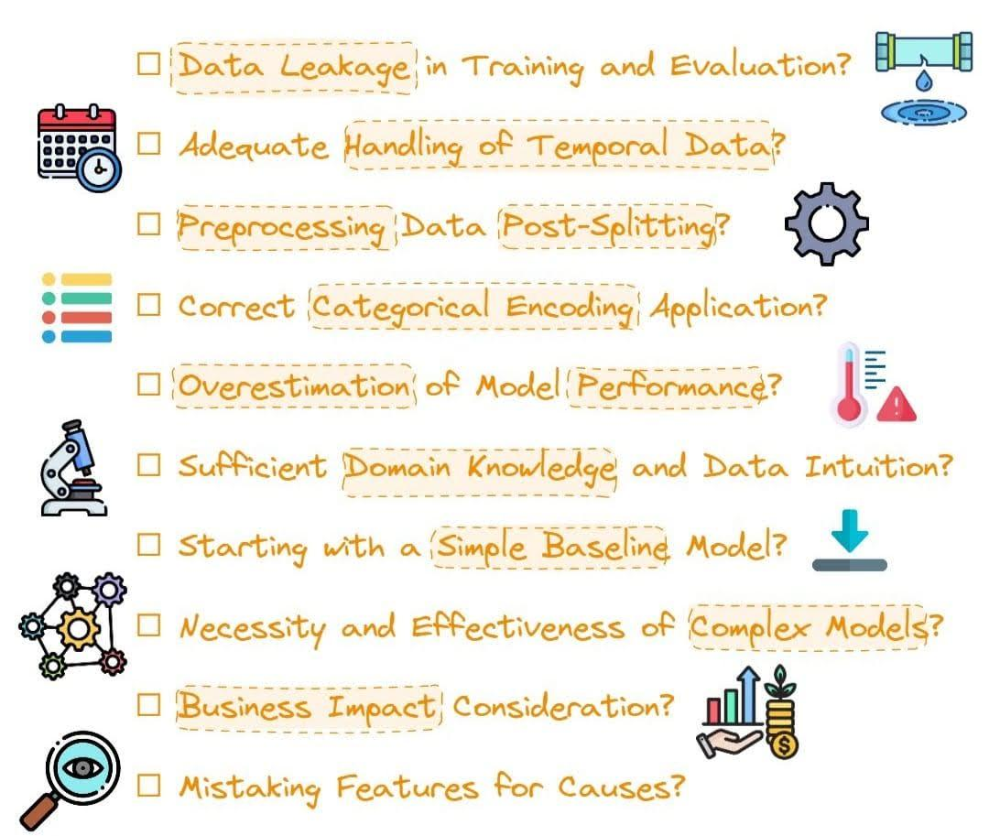 Data Leakage in Training and Evaluation?
Adequate Handling of Temporal Data?
Preprocessing Data Post-Splitting?
Correct Categorical Encoding Application?
Overestimation of Model Performance?
Sufficient Domain Knowledge and Data Intuition?
Starting with a Simple Baseline Model?
Necessity and Effectiveness of Complex Models?
Business Impact Consideration?
Mistaking Features for Causes?